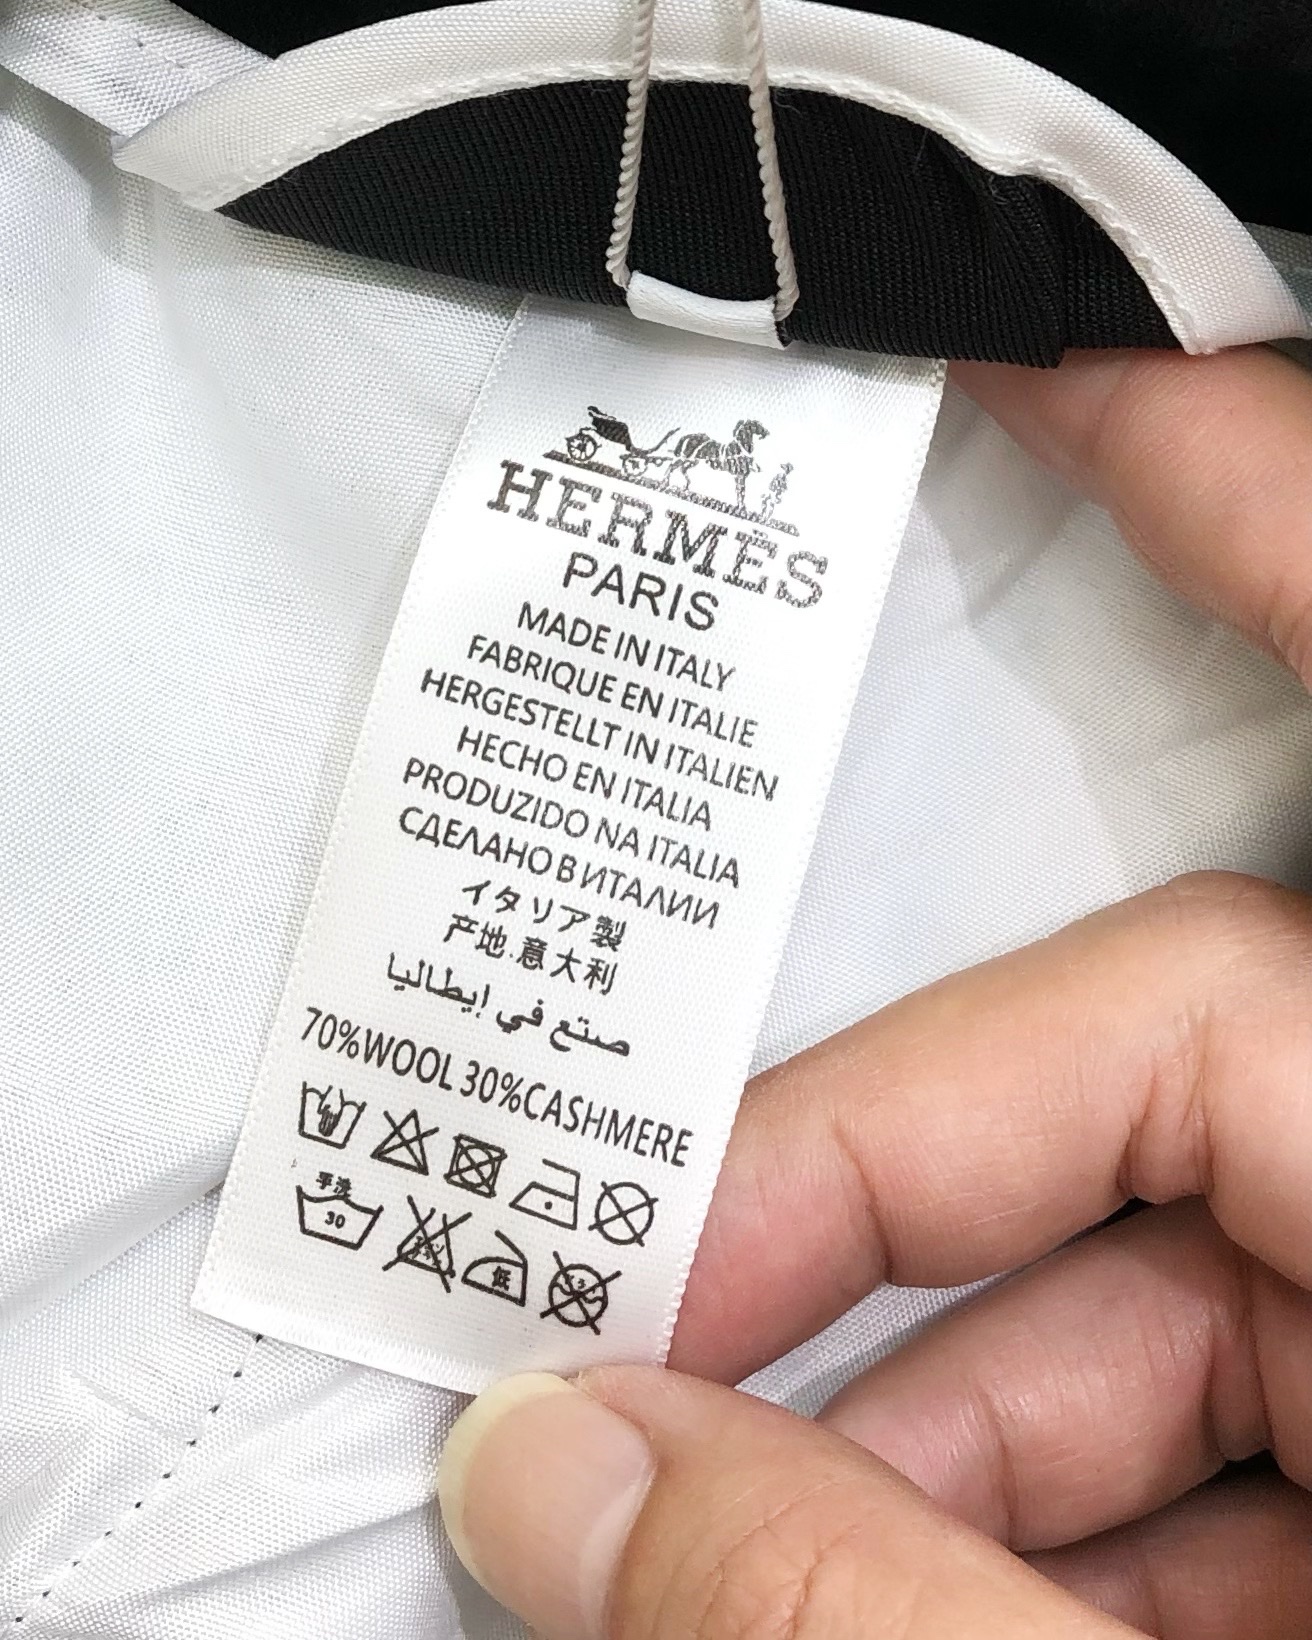 HERMÈS
PARIS
MADE IN ITALY
FABRIQUE EN ITALIE
HERGESTELLT IN ITALIEN
HECHO EN ITALIA
PRODUZIDO NA ITALIA
СДЕЛАНО В ИТАЛИИ
イタリア製
产地.意大利
صنع في إيطاليا
70%WOOL 30%CASHMERE
手洗
30
低